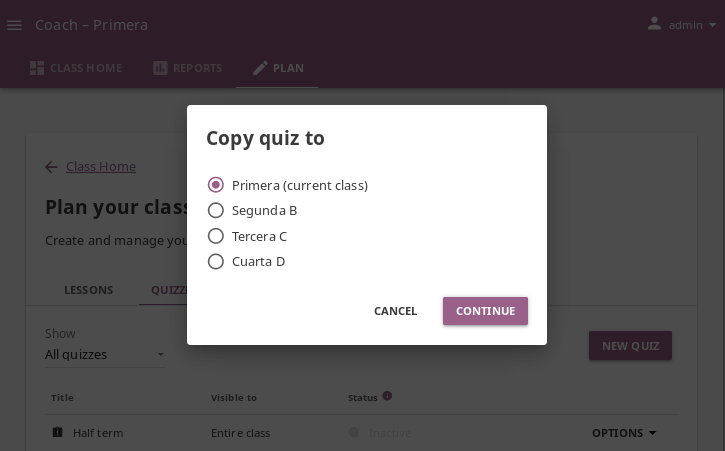 Coach – Primera
admin
CLASS HOME
REPORTS
PLAN
Class Home
Plan your class
Create and manage you
LESSONS
QUIZZ
Show
All quizzes
NEW QUIZ
Title
Visible to
Status
Half term
Entire class
Inactive
OPTIONS
Copy quiz to
Primera (current class)
Segunda B
Tercera C
Cuarta D
CANCEL
CONTINUE